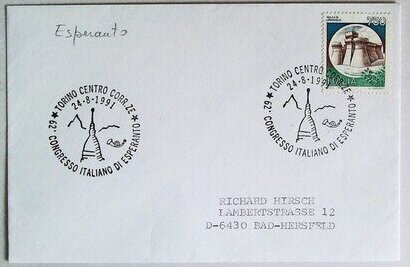 Esperanto
750
★ TORINO CENTRO CORR.ZE ★
24-8-1991
62° CONGRESSO ITALIANO DI ESPERANTO
★ TORINO CENTRO CORR.ZE ★
24-8-1991
62° CONGRESSO ITALIANO DI ESPERANTO
RICHARD HIRSCH
LAMBERTSTRASSE 12
D-6430 BAD-HERSFELD